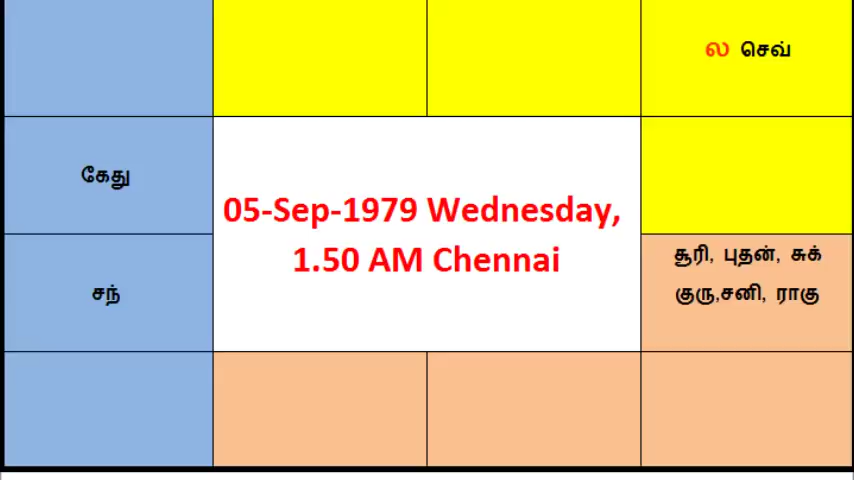 ல செவ்
கேது
05-Sep-1979 Wednesday,
1.50 AM Chennai
சூரி, புதன், சுக்
குரு,சனி, ராகு
சந்